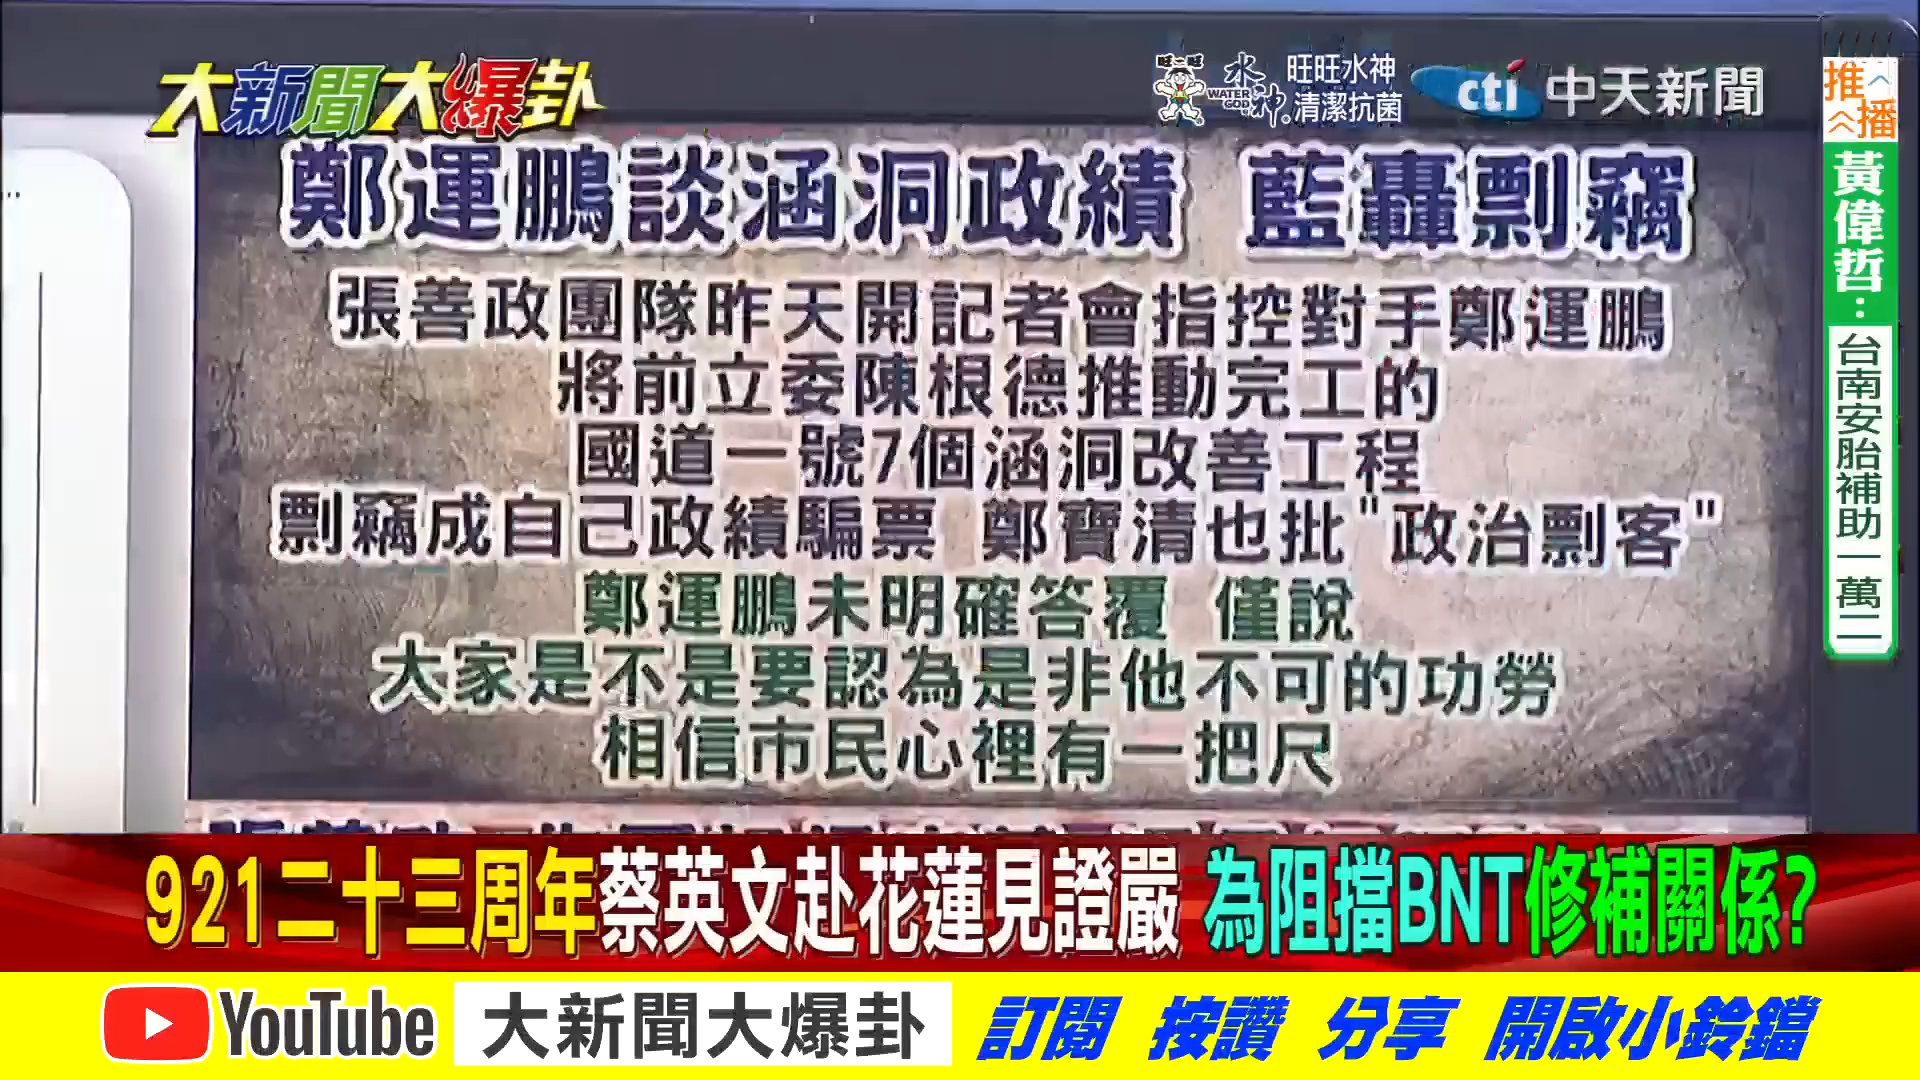 大新聞大爆卦
旺旺
水神
WATER GOD
旺旺水神
清潔抗菌
cti 中天新聞
推播
黃偉哲：
台南安胎補助一萬二
鄭運鵬談涵洞政績 藍轟剽竊
張善政團隊昨天開記者會指控對手鄭運鵬
將前立委陳根德推動完工的
國道一號7個涵洞改善工程
剽竊成自己政績騙票 鄭寶清也批"政治剽客"
鄭運鵬未明確答覆 僅說
大家是不是要認為是非他不可的功勞
相信市民心裡有一把尺
921二十三周年蔡英文赴花蓮見證嚴 為阻擋BNT修補關係?
YouTube 大新聞大爆卦 訂閱 按讚 分享 開啟小鈴鐺